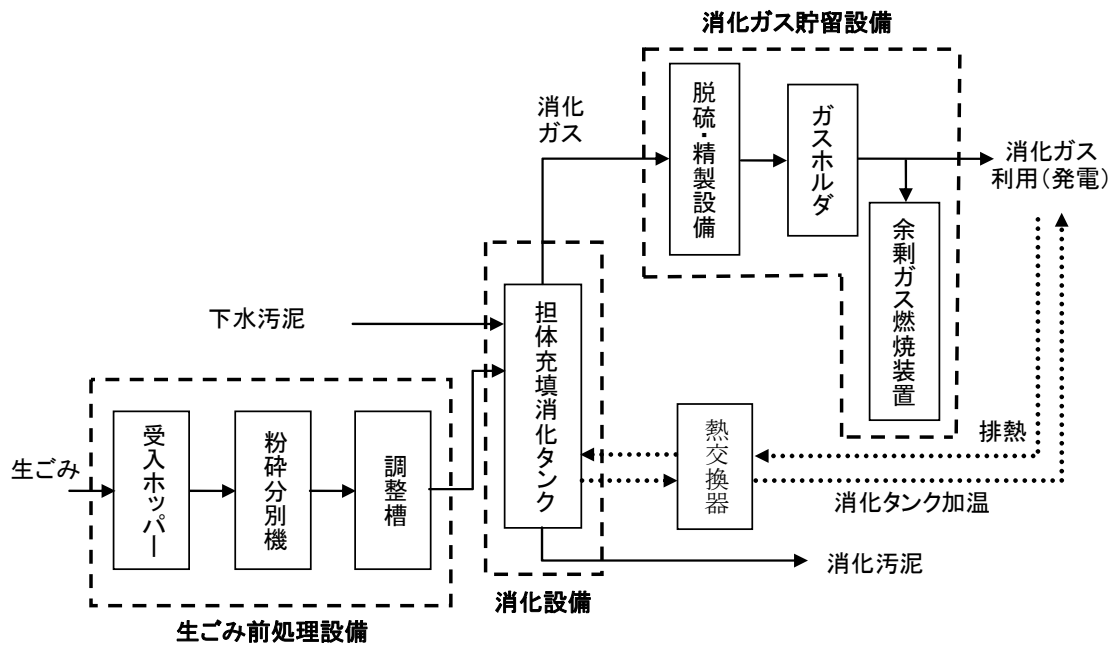 消化ガス貯留設備
消化
ガス
脱硫・精製設備
ガスホルダ
消化ガス
利用（発電）
余剰ガス燃焼装置
下水汚泥
担体充填消化タンク
生ごみ
受入ホッパー
粉砕分別機
調整槽
熱交換器
排熱
消化タンク加温
消化汚泥
消化設備
生ごみ前処理設備